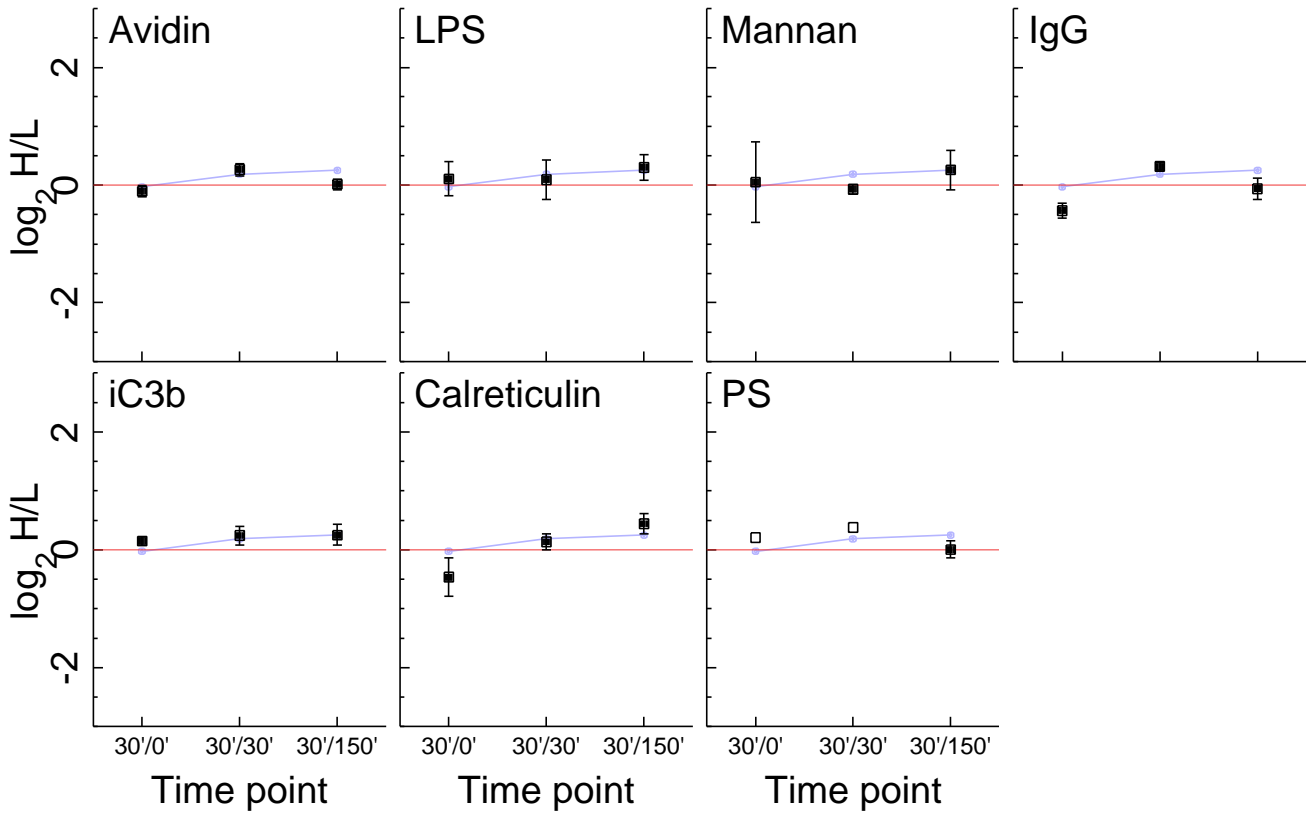 Avidin LPS Mannan IgG
log₂ H/L
2
0
-2
iC3b Calreticulin PS
log₂ H/L
2
0
-2
30'/0' 30'/30' 30'/150' 30'/0' 30'/30' 30'/150' 30'/0' 30'/30' 30'/150'
Time point Time point Time point